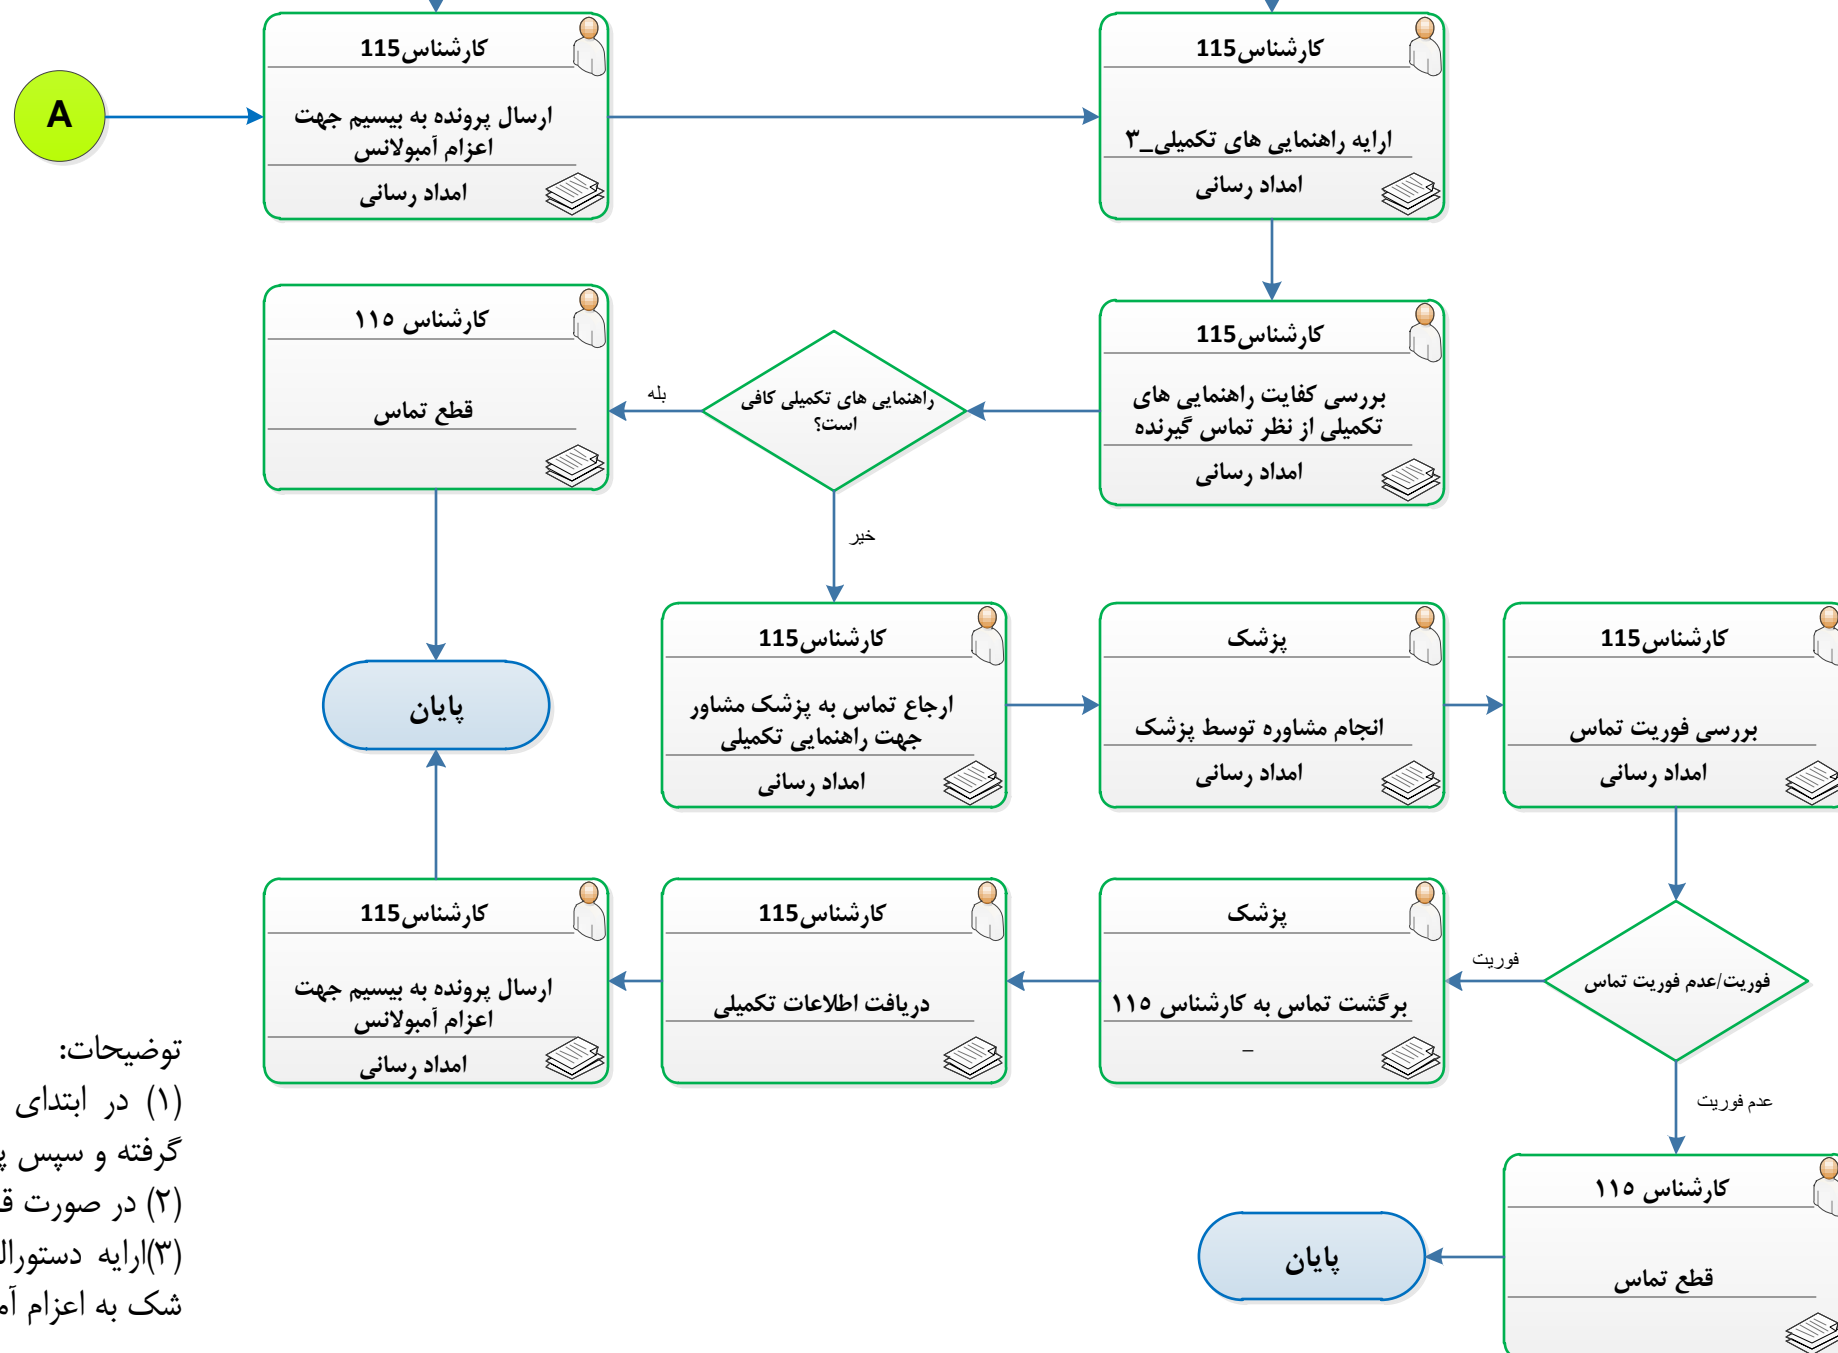 A
کارشناس115
ارسال پرونده به بیسیم جهت
اعزام آمبولانس
امداد رسانی
کارشناس115
ارایه راهنمایی های تکمیلی_۳
امداد رسانی
کارشناس115
بررسی کفایت راهنمایی های
تکمیلی از نظر تماس گیرنده
امداد رسانی
راهنمایی های تکمیلی کافی
است؟
بله
خیر
کارشناس ۱۱۵
قطع تماس
پایان
کارشناس115
ارجاع تماس به پزشک مشاور
جهت راهنمایی تکمیلی
امداد رسانی
پزشک
انجام مشاوره توسط پزشک
امداد رسانی
کارشناس115
بررسی فوریت تماس
امداد رسانی
فوریت/عدم فوریت تماس
فوریت
عدم فوریت
پزشک
برگشت تماس به کارشناس ۱۱۵
_
کارشناس115
دریافت اطلاعات تکمیلی
کارشناس115
ارسال پرونده به بیسیم جهت
اعزام آمبولانس
امداد رسانی
کارشناس ۱۱۵
قطع تماس
پایان
توضیحات:
(۱) در ابتدای
گرفته و سپس
(۲) در صورت
(۳)ارایه
شک به اعزام